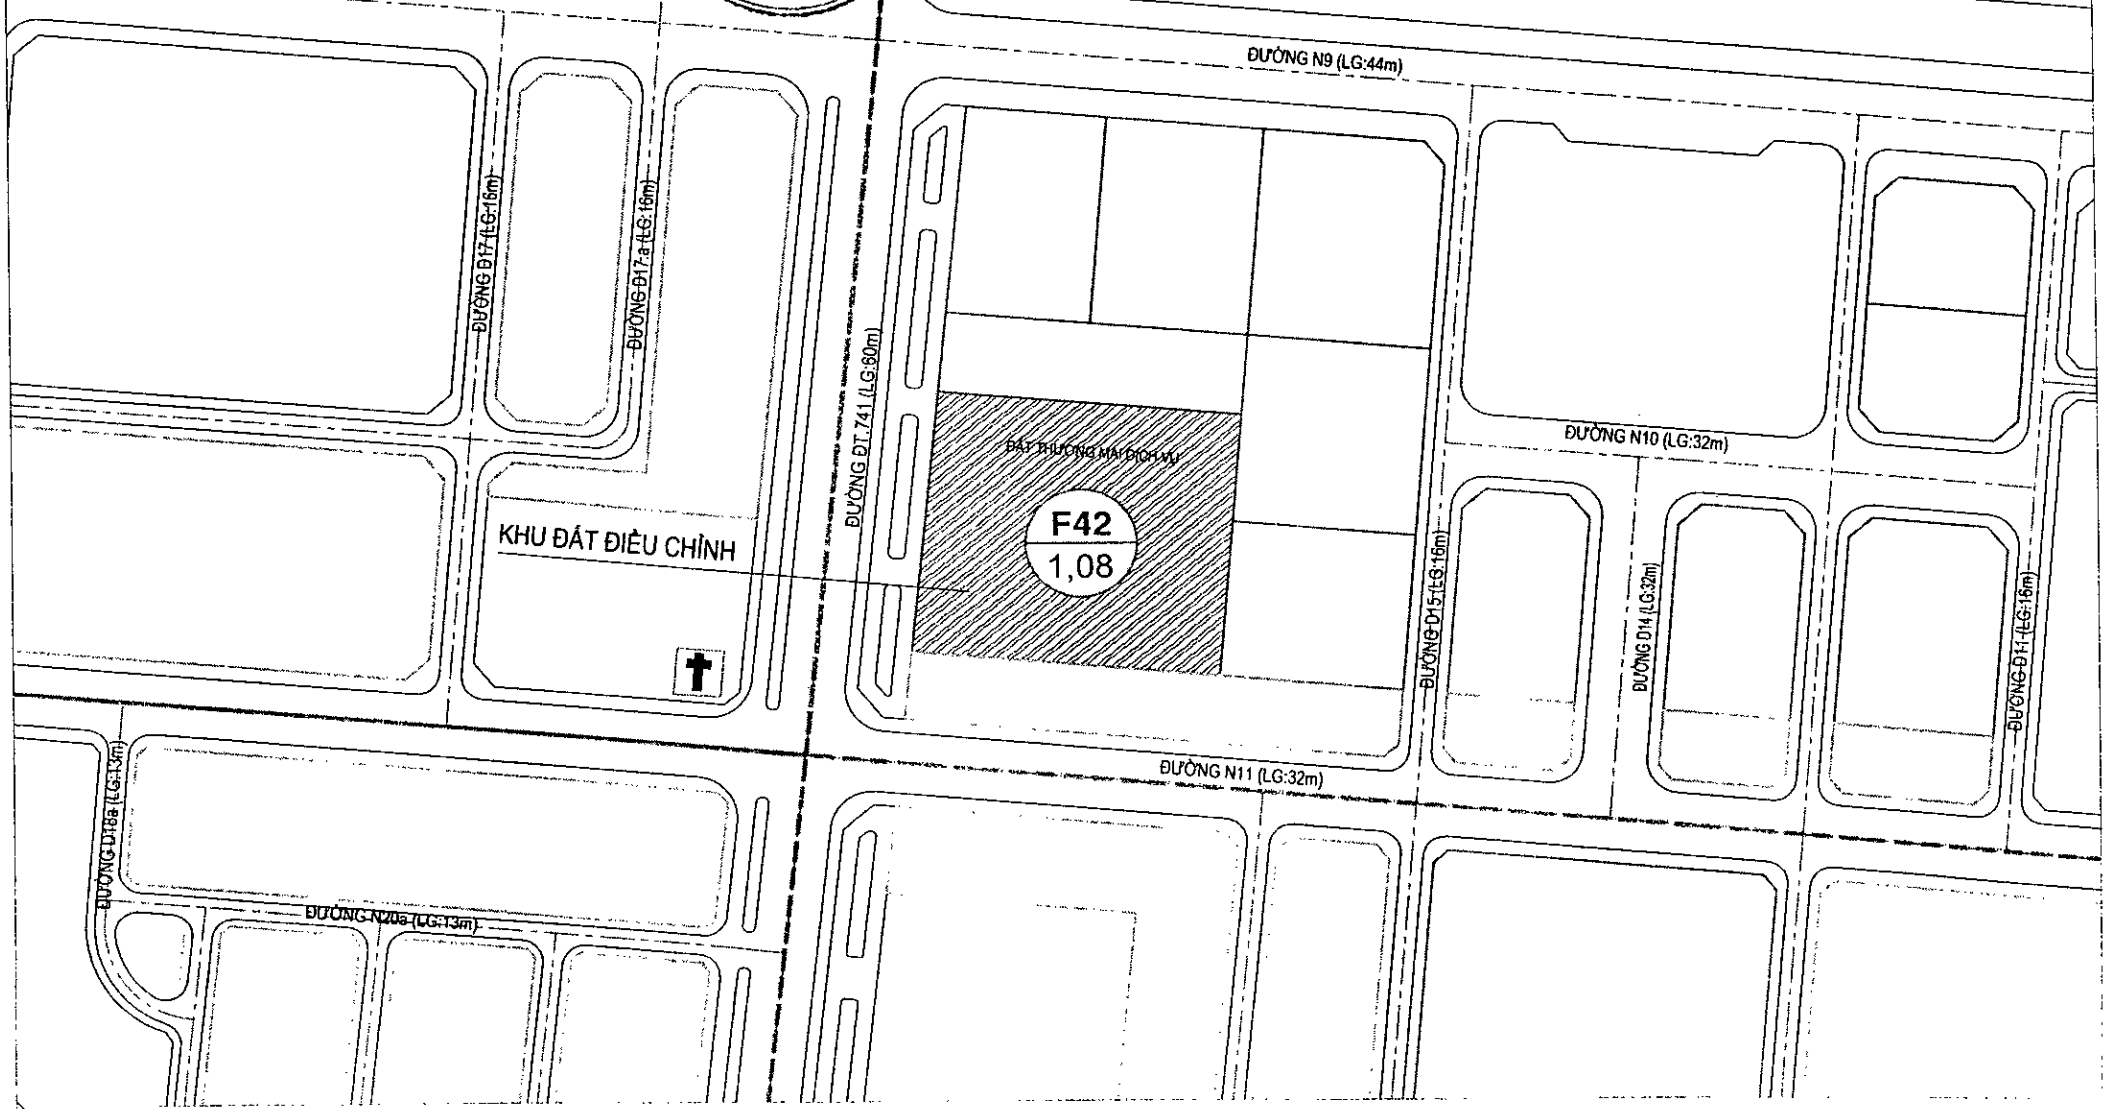 ĐƯỜNG N9 (LG:44m)
ĐƯỜNG D17 (LG:16m)
ĐƯỜNG D17.a (LG:16m)
ĐƯỜNG ĐT.741 (LG:60m)
ĐƯỜNG N10 (LG:32m)
ĐẤT THƯƠNG MẠI DỊCH VỤ
F42
1,08
KHU ĐẤT ĐIỀU CHỈNH
ĐƯỜNG D15 (LG:16m)
ĐƯỜNG D14 (LG:32m)
ĐƯỜNG D11 (LG:16m)
ĐƯỜNG N11 (LG:32m)
ĐƯỜNG D18a (LG:13m)
ĐƯỜNG N20a (LG:13m)